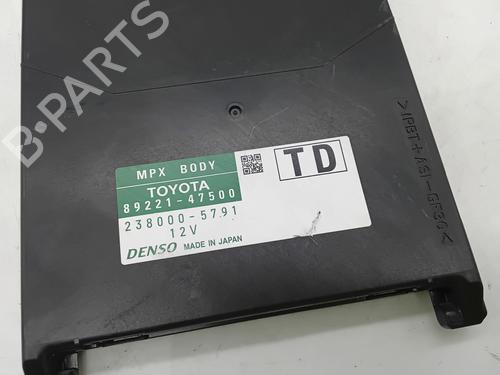 B-PARTS
MPX BODY
TOYOTA
89221-47500
238000-5791
12V
DENSO MADE IN JAPAN
TD